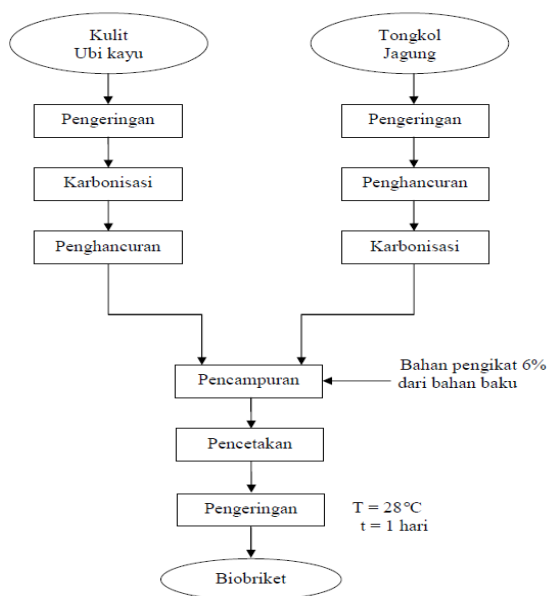 Kulit
Ubi kayu
Pengeringan
Karbonisasi
Penghancuran
Tongkol
Jagung
Pengeringan
Penghancuran
Karbonisasi
Pencampuran
Bahan pengikat 6%
dari bahan baku
Pencetakan
Pengeringan
T = 28°C
t = 1 hari
Biobriket